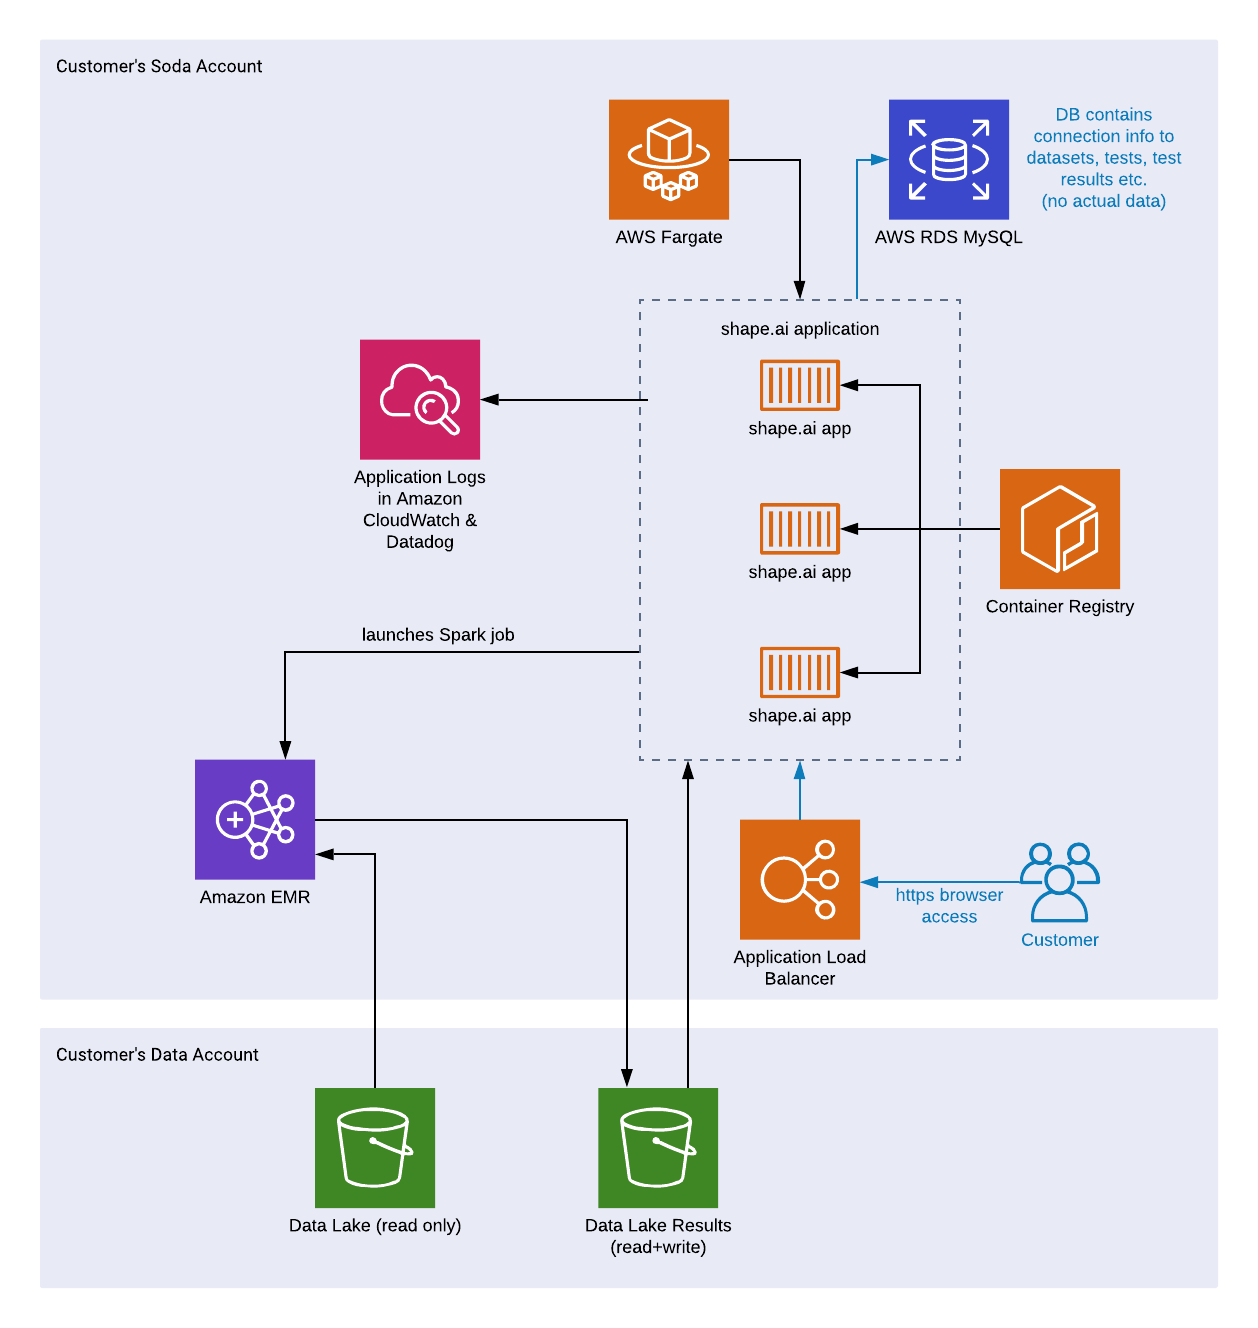 Customer's Soda Account
AWS Fargate
AWS RDS MySQL
DB contains
connection info to
datasets, tests, test
results etc.
(no actual data)
shape.ai application
shape.ai app
shape.ai app
shape.ai app
Application Logs
in Amazon
CloudWatch &
Datadog
Container Registry
launches Spark job
Amazon EMR
Application Load
Balancer
https browser
access
Customer
Customer's Data Account
Data Lake (read only)
Data Lake Results
(read+write)